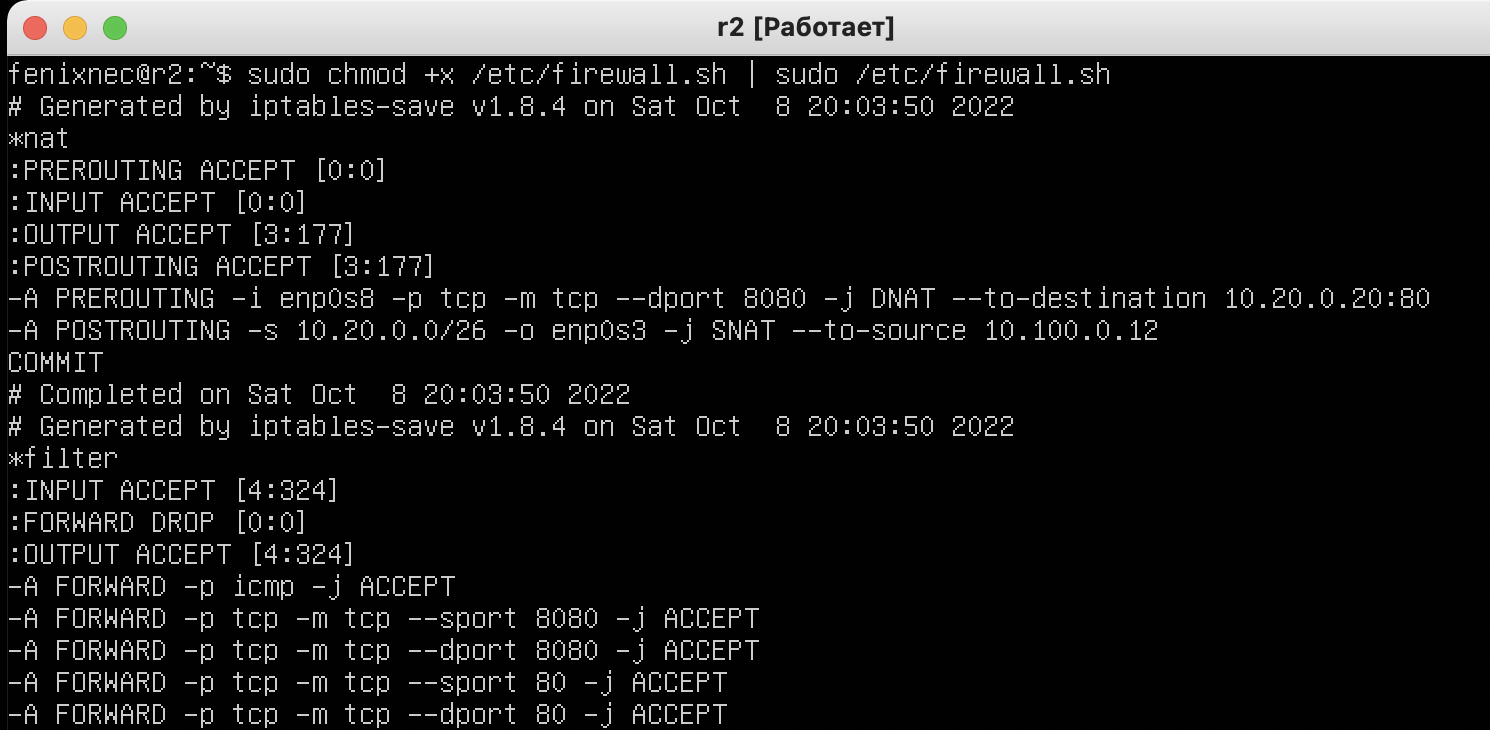 r2 [Работает]
fenixnec@r2:~$ sudo chmod +x /etc/firewall.sh | sudo /etc/firewall.sh
# Generated by iptables-save v1.8.4 on Sat Oct  8 20:03:50 2022
*nat
:PREROUTING ACCEPT [0:0]
:INPUT ACCEPT [0:0]
:OUTPUT ACCEPT [3:177]
:POSTROUTING ACCEPT [3:177]
-A PREROUTING -i enp0s8 -p tcp -m tcp --dport 8080 -j DNAT --to-destination 10.20.0.20:80
-A POSTROUTING -s 10.20.0.0/26 -o enp0s3 -j SNAT --to-source 10.100.0.12
COMMIT
# Completed on Sat Oct  8 20:03:50 2022
# Generated by iptables-save v1.8.4 on Sat Oct  8 20:03:50 2022
*filter
:INPUT ACCEPT [4:324]
:FORWARD DROP [0:0]
:OUTPUT ACCEPT [4:324]
-A FORWARD -p icmp -j ACCEPT
-A FORWARD -p tcp -m tcp --sport 8080 -j ACCEPT
-A FORWARD -p tcp -m tcp --dport 8080 -j ACCEPT
-A FORWARD -p tcp -m tcp --sport 80 -j ACCEPT
-A FORWARD -p tcp -m tcp --dport 80 -j ACCEPT